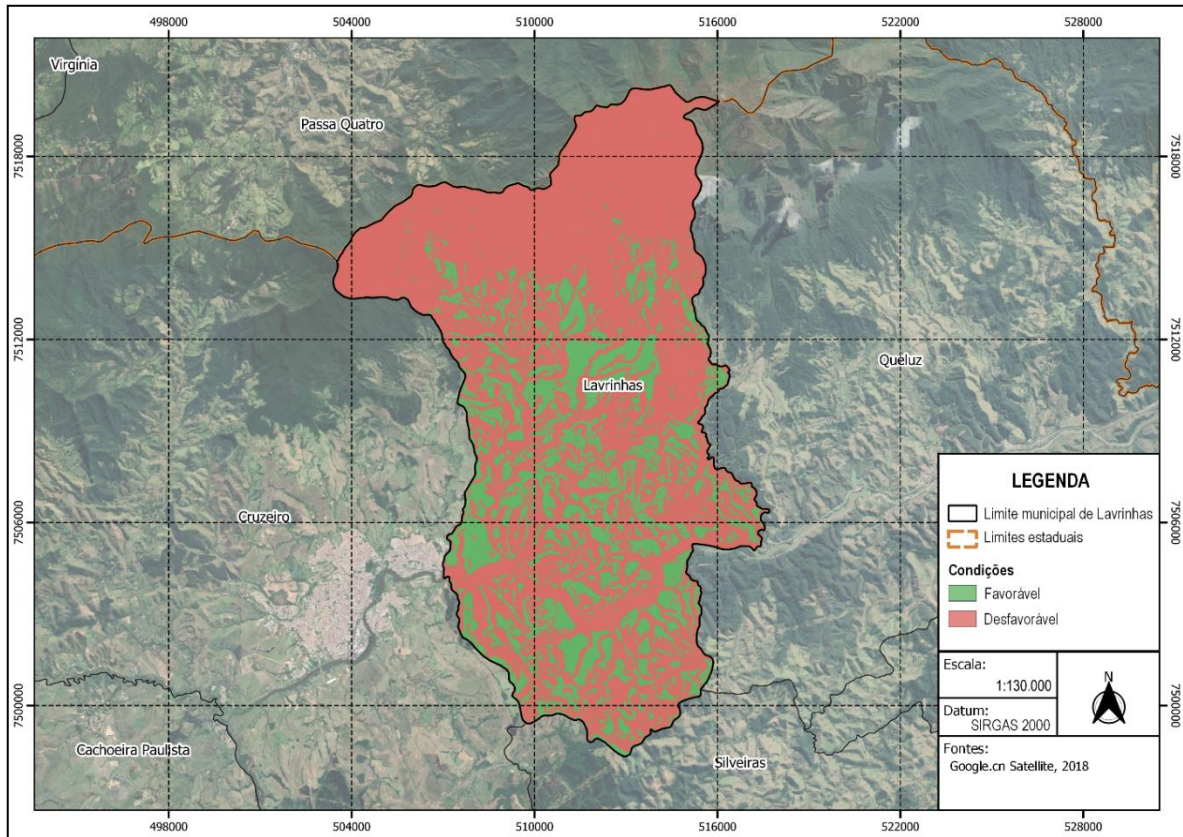 498000
504000
510000
516000
522000
528000
Virgínia
Passa Quatro
7518000
7518000
7512000
7512000
Queluz
Lavrinhas
Cruzeiro
7506000
7506000
7500000
7500000
Cachoeira Paulista
Silveiras
LEGENDA
Limite municipal de Lavrinhas
Limites estaduais
Condições
Favorável
Desfavorável
Escala:
1:130.000
N
Datum:
SIRGAS 2000
Fontes:
Google.cn Satellite, 2018
498000
504000
510000
516000
522000
528000